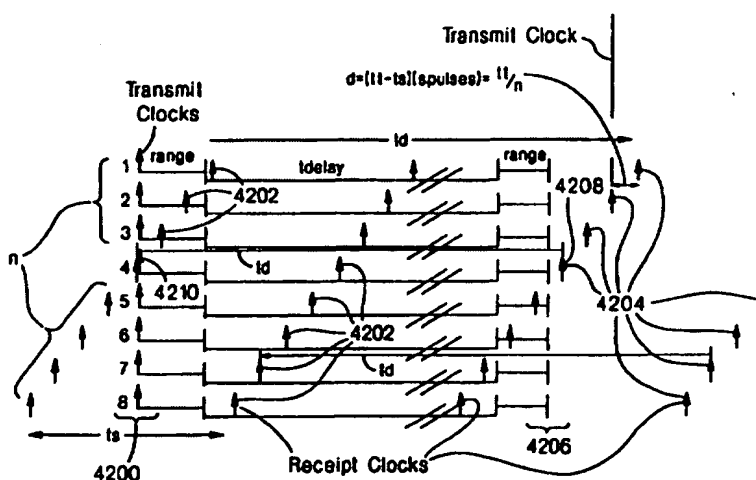 Transmit Clock
d=(tt-ts)(spulses)= tt/n
Transmit
Clocks
td
1 range tdelay range
4208
2 4202
3
n
td
4 4210
4204
5
6 4202
7 td
8
ts
4200
Receipt Clocks
4206